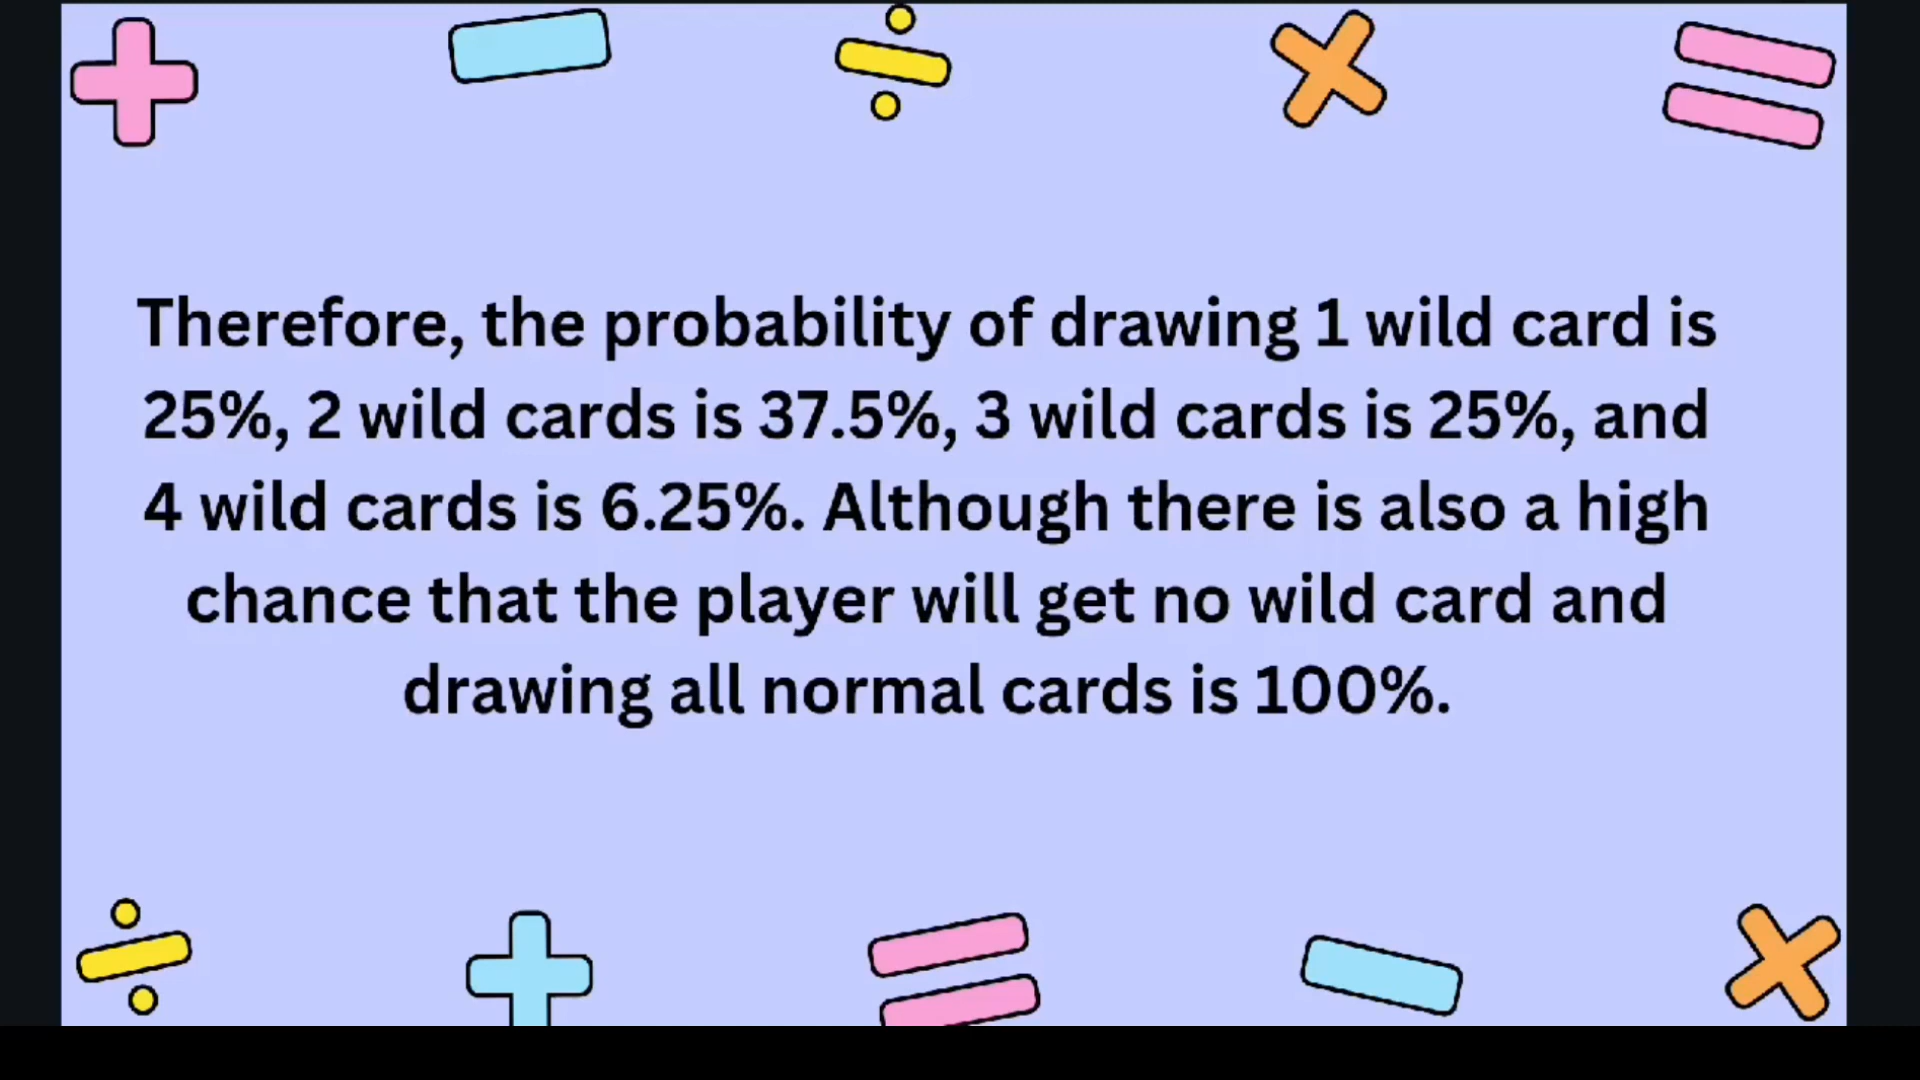 Therefore, the probability of drawing 1 wild card is
25%, 2 wild cards is 37.5%, 3 wild cards is 25%, and
4 wild cards is 6.25%. Although there is also a high
chance that the player will get no wild card and
drawing all normal cards is 100%.